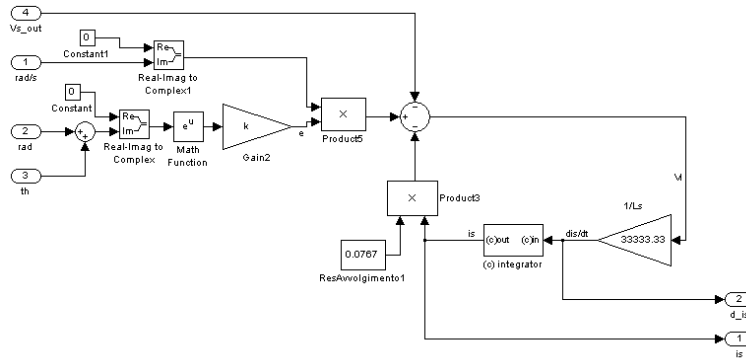 4
Vs_out
0
Constant1
Re
Im
Real-Imag to
Complex1
1
rad/s
0
Constant
Re
Im
Real-Imag to
Complex
2
rad
3
th
e^u
Math
Function
k
Gain2
e
×
Product5
×
Product3
0.0767
ResAvvolgimento1
is
(c)out (c)in
(c) integrator
dis/dt
1/Ls
33333.33
Vl
2
d_is
1
is